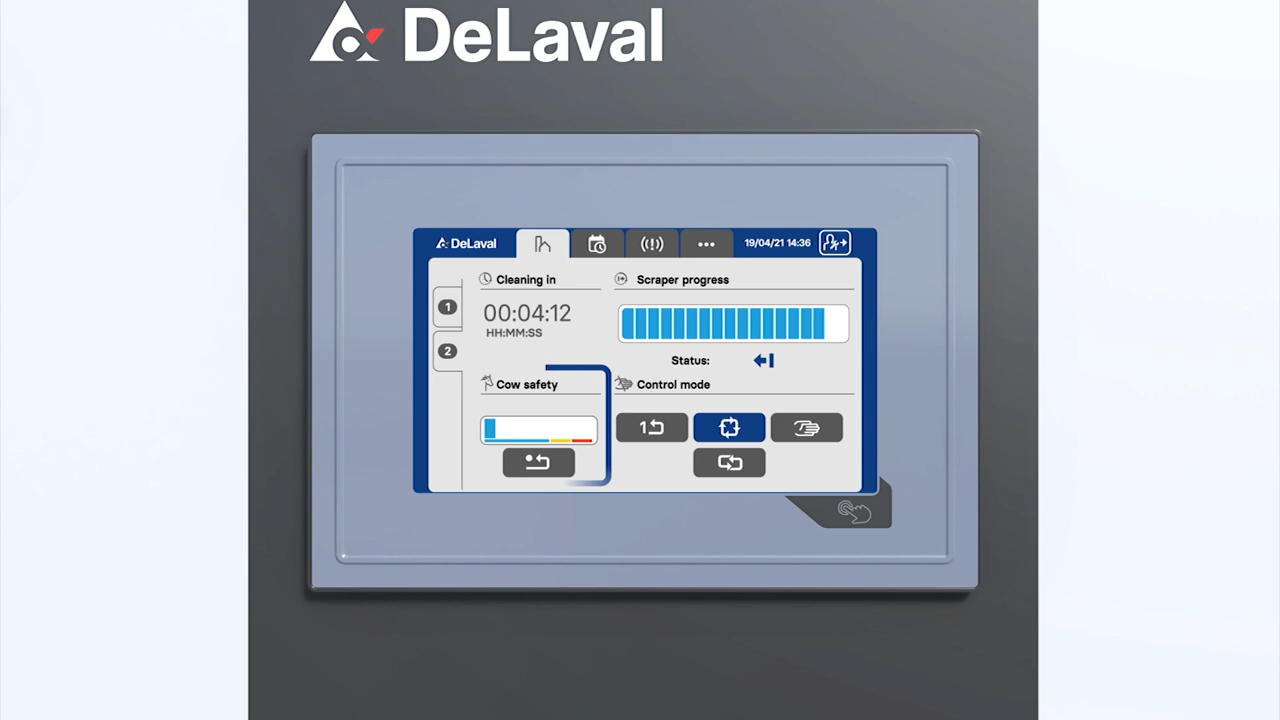 DeLaval
DeLaval
19/04/21 14:36
Cleaning in
Scraper progress
00:04:12
HH:MM:SS
1
2
Status:
Cow safety
Control mode
1